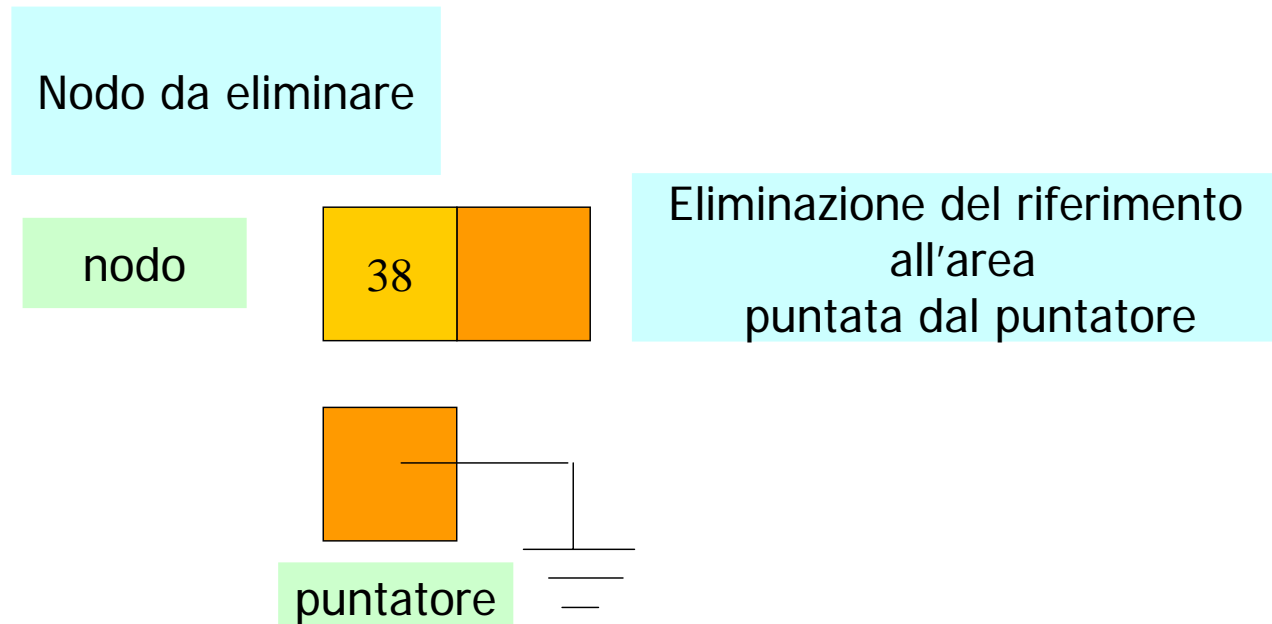 Nodo da eliminare
nodo
38
Eliminazione del riferimento
all'area
puntata dal puntatore
puntatore